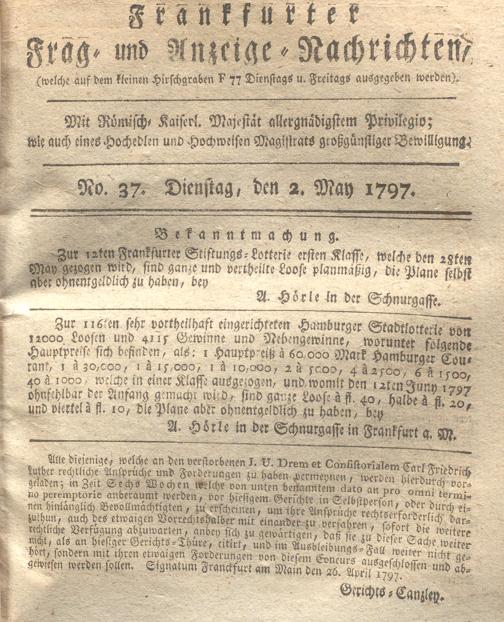 Franckfurter
Frag- und Anzeige-Nachrichten/
(welche auf dem kleinen Hirschgraben F 77 Dienstags u. Freitags ausgegeben werden).
Mit Römisch- Kaiserl. Majestät allergnädigstem Privilegio;
wie auch eines Hochedlen und Hochweisen Magistrats großgünstiger Bewilligung.
No. 37. Dienstag, den 2. May 1797.
Bekanntmachung.
Zur 12ten Frankfurter Stiftungs-Lotterie ersten Klasse, welche den 28sten
May gezogen wird, sind ganze und vertheilte Loose planmäßig, die Plane selbst
aber ohnentgeldlich zu haben, bey
A. Hörle in der Schnurgasse.
Zur 116ten sehr vortheilhaft eingerichteten Hamburger Stadtlotterie von
12000 Loosen und 4115 Gewinne und Nebengewinne, worunter folgende
Hauptpreise sich befinden, als: 1 Hauptpreiß à 60,000 Mark Hamburger Cou-
rant, 1 à 30,000, 1 à 15,000, 1 à 10,000, 2 à 5000, 4 à 2500, 6 à 1500,
40 à 1000, welche in einer Klasse ausgezogen, und womit den 12ten Juny 1797
ohnfehlbar der Anfang gemacht wird, sind ganze Loose à fl. 40, halbe à fl. 20,
und viertel à fl. 10, die Plane aber ohnentgeldlich zu haben, bey
A. Hörle in der Schnurgasse in Frankfurt a. M.
Alle diejenige, welche an den verstorbenen J. U. Drem et Consistorialem Carl Friedrich
Luther rechtliche Ansprüche und Forderungen zu haben vermeynen, werden hierdurch vor-
geladen; in Zeit Sechs Wochen welche von unten benanntem dato an pro omni termi-
no peremptorie anberaumt werden, vor hiesigem Gerichte in Selbstperson, oder durch ei-
nen hinlänglich Bevollmächtigten, zu erscheinen, um ihre Ansprüche rechtserforderlich dar-
zuthun, auch des etwaigen Vorrechtshalber mit einander zu verfahren, sofort die weitere
rechtliche Verfügung abzuwarten, anbey sich zu gewärtigen, daß sie zu dieser Sache weiter
nicht, als an hiesiger Gerichts-Thüre, citirt, und im Ausbleibungs-Fall weiter nicht ge-
hört, sondern mit ihren etwaigen Forderungen von diesem Concurs ausgeschlossen und ab-
gewiesen werden sollen. Signatum Franckfurt am Main den 26. April 1797.
Gerichts-Canzley.